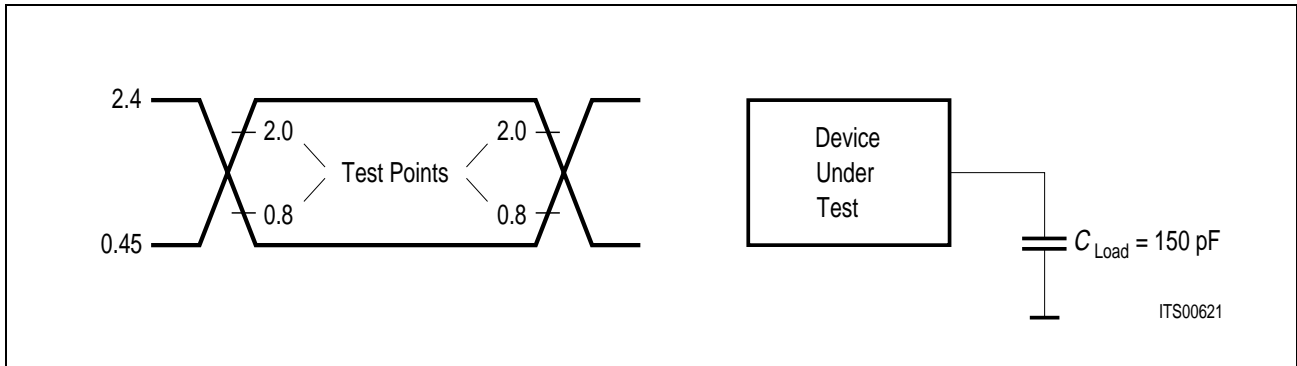 2.4
2.0
2.0
Test Points
0.8
0.8
0.45
Device
Under
Test
C Load = 150 pF
ITS00621